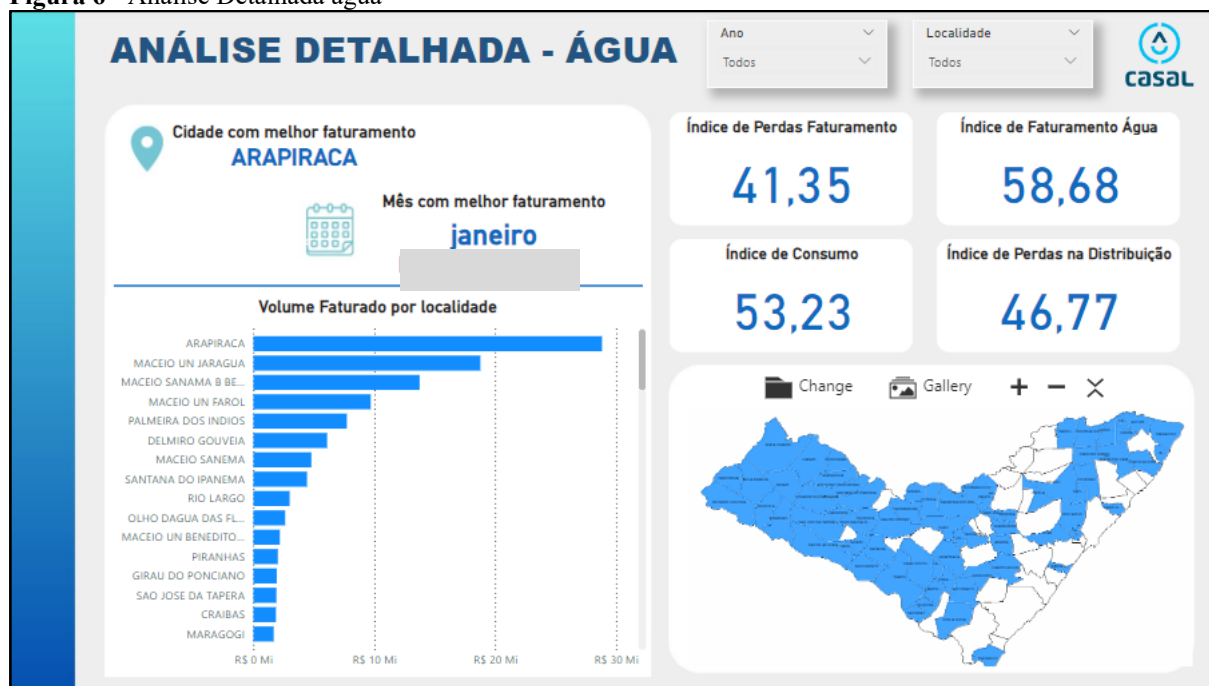 Figura 6 - Análise Detalhada água
ANÁLISE DETALHADA - ÁGUA
Ano
Todos
Localidade
Todos
casal
Cidade com melhor faturamento
ARAPIRACA
Mês com melhor faturamento
janeiro
Índice de Perdas Faturamento
41,35
Índice de Faturamento Água
58,68
Índice de Consumo
53,23
Índice de Perdas na Distribuição
46,77
Volume Faturado por localidade
ARAPIRACA
MACEIO UN JARAGUA
MACEIO SANAMA B BE...
MACEIO UN FAROL
PALMEIRA DOS INDIOS
DELMIRO GOUVEIA
MACEIO SANEMA
SANTANA DO IPANEMA
RIO LARGO
OLHO DAGUA DAS FL...
MACEIO UN BENEDITO...
PIRANHAS
GIRAU DO PONCIANO
SAO JOSE DA TAPERA
CRAIBAS
MARAGOGI
R$ 0 Mi R$ 10 Mi R$ 20 Mi R$ 30 Mi
Change Gallery